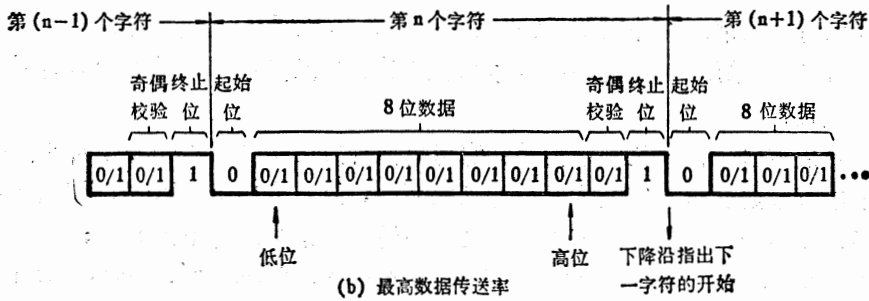 第(n-1)个字符 第n个字符 第(n+1)个字符
奇偶校验 终止位 起始位 8位数据 奇偶校验 终止位 起始位 8位数据
0/1 0/1 1 0 0/1 0/1 0/1 0/1 0/1 0/1 0/1 0/1 0/1 1 0 0/1 0/1 0/1 •••
低位 高位 下降沿指出下
一字符的开始
(b) 最高数据传送率